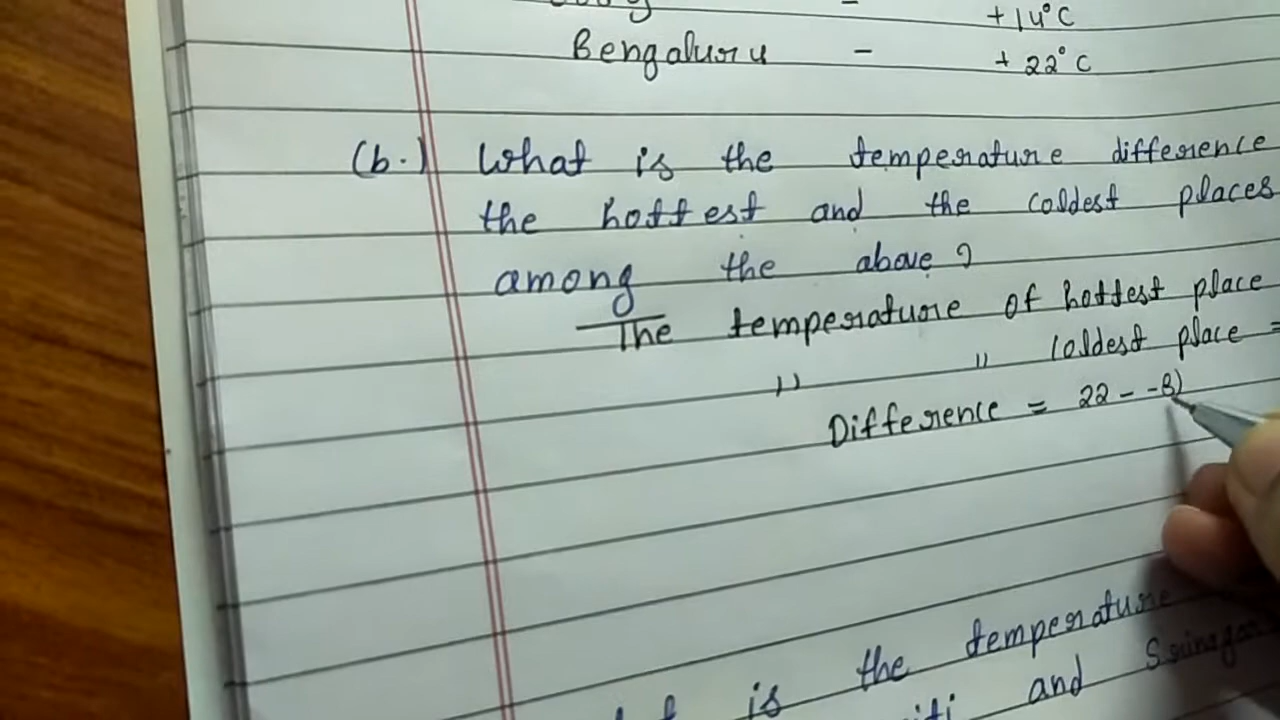 +14°C
Bengaluru - +22°C
(b.) What is the temperature difference
the hottest and the coldest places
among the above ?
The temperature of hottest place
" " coldest place =
Difference = 22 - -8)
is the temperature
and Srinagar